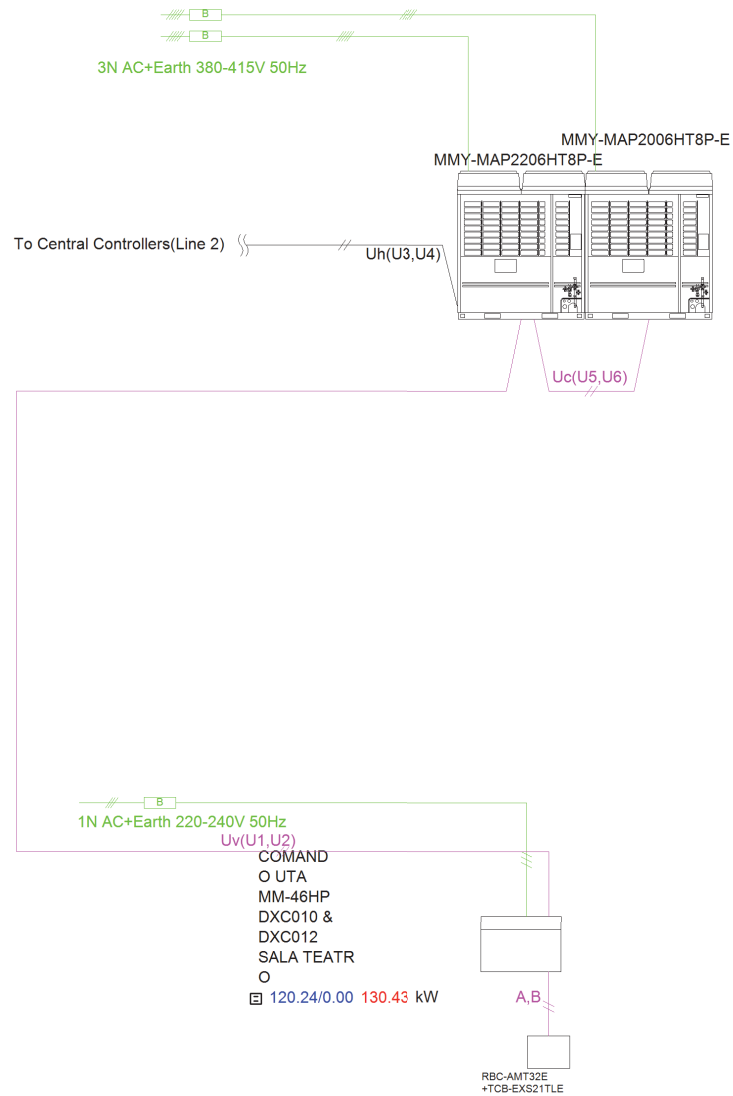 B
B
3N AC+Earth 380-415V 50Hz
MMY-MAP2006HT8P-E
MMY-MAP2206HT8P-E
To Central Controllers(Line 2)
Uh(U3,U4)
Uc(U5,U6)
B
1N AC+Earth 220-240V 50Hz
Uv(U1,U2)
COMAND
O UTA
MM-46HP
DXC010 &
DXC012
SALA TEATR
O
120.24/0.00 130.43 kW
A,B
RBC-AMT32E
+TCB-EXS21TLE